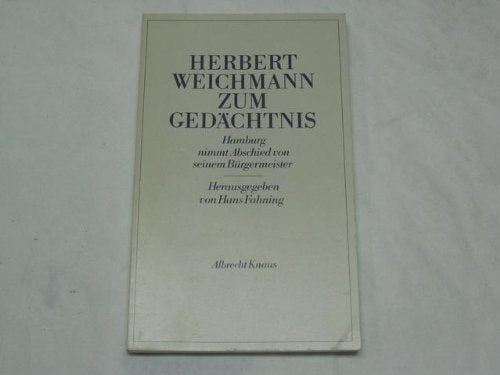 HERBERT
WEICHMANN
ZUM
GEDÄCHTNIS
Hamburg
nimmt Abschied von
seinem Bürgermeister
Herausgegeben
von Hans Fahning
Albrecht Knaus